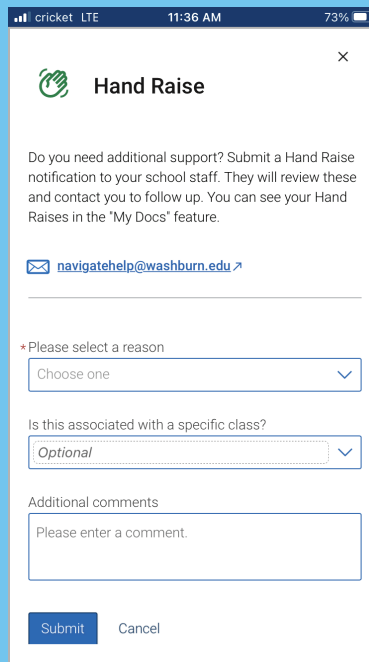 cricket LTE 11:36 AM 73%
Hand Raise
Do you need additional support? Submit a Hand Raise
notification to your school staff. They will review these
and contact you to follow up. You can see your Hand
Raises in the "My Docs" feature.
navigatehelp@washburn.edu
*Please select a reason
Choose one
Is this associated with a specific class?
Optional
Additional comments
Please enter a comment.
Submit Cancel